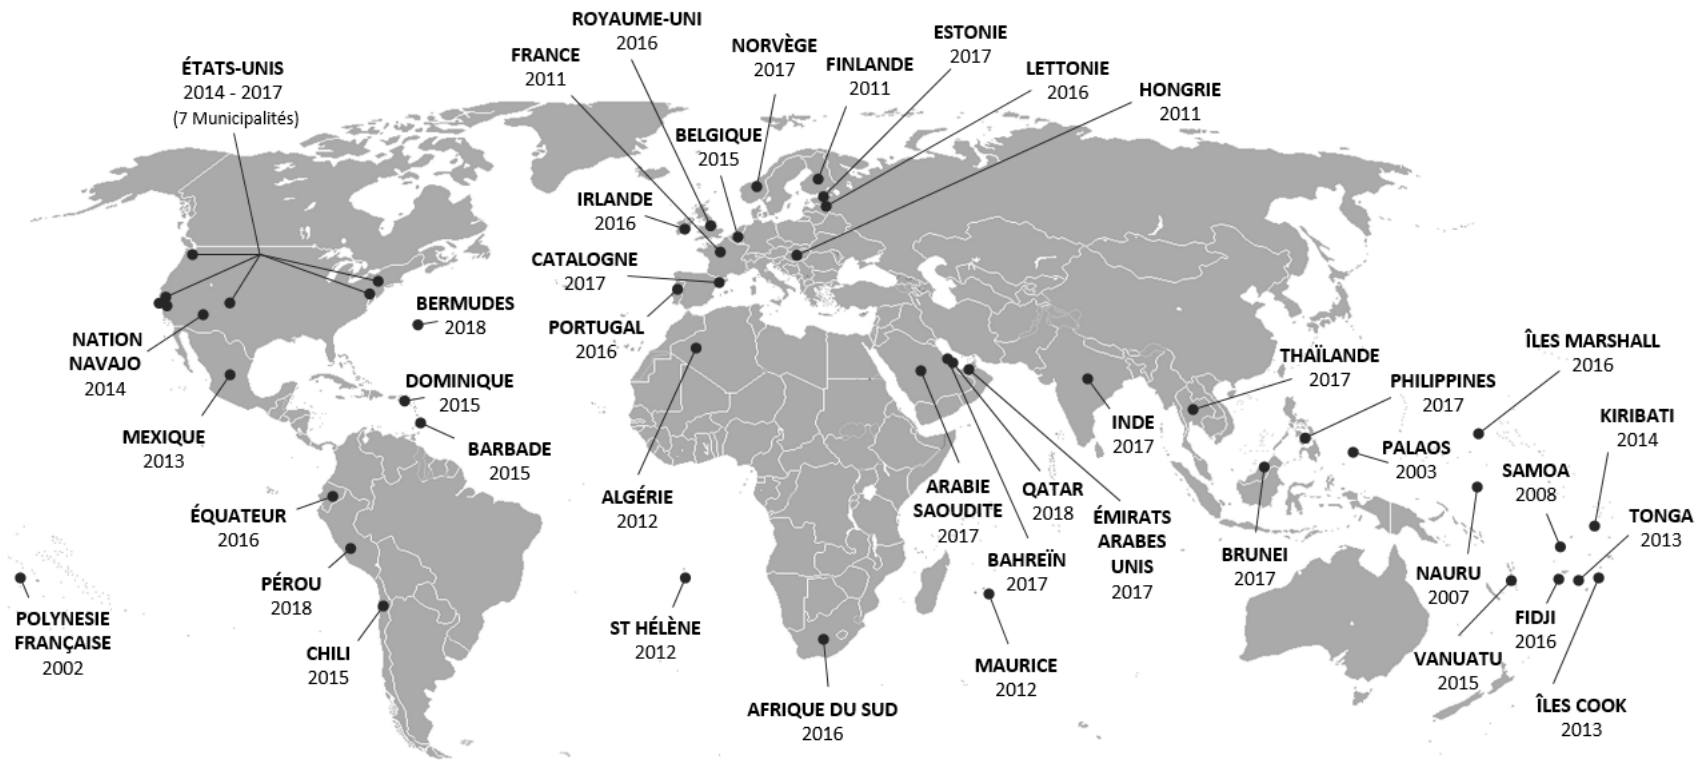 ÉTATS-UNIS
2014 - 2017
(7 Municipalités)
ROYAUME-UNI
2016
FRANCE
2011
NORVÈGE
2017
FINLANDE
2011
ESTONIE
2017
LETTONIE
2016
HONGRIE
2011
BELGIQUE
2015
IRLANDE
2016
CATALOGNE
2017
PORTUGAL
2016
BERMUDES
2018
NATION
NAVAJO
2014
MEXIQUE
2013
DOMINIQUE
2015
BARBADE
2015
ÉQUATEUR
2016
PÉROU
2018
CHILI
2015
POLYNESIE
FRANÇAISE
2002
ALGÉRIE
2012
ST HÉLÈNE
2012
AFRIQUE DU SUD
2016
MAURICE
2012
ARABIE
SAOUDITE
2017
BAHREÏN
2017
QATAR
2018
ÉMIRATS
ARABES
UNIS
2017
INDE
2017
THAÏLANDE
2017
PHILIPPINES
2017
PALAOS
2003
BRUNEI
2017
ÎLES MARSHALL
2016
KIRIBATI
2014
SAMOA
2008
TONGA
2013
NAURU
2007
FIDJI
2016
VANUATU
2015
ÎLES COOK
2013